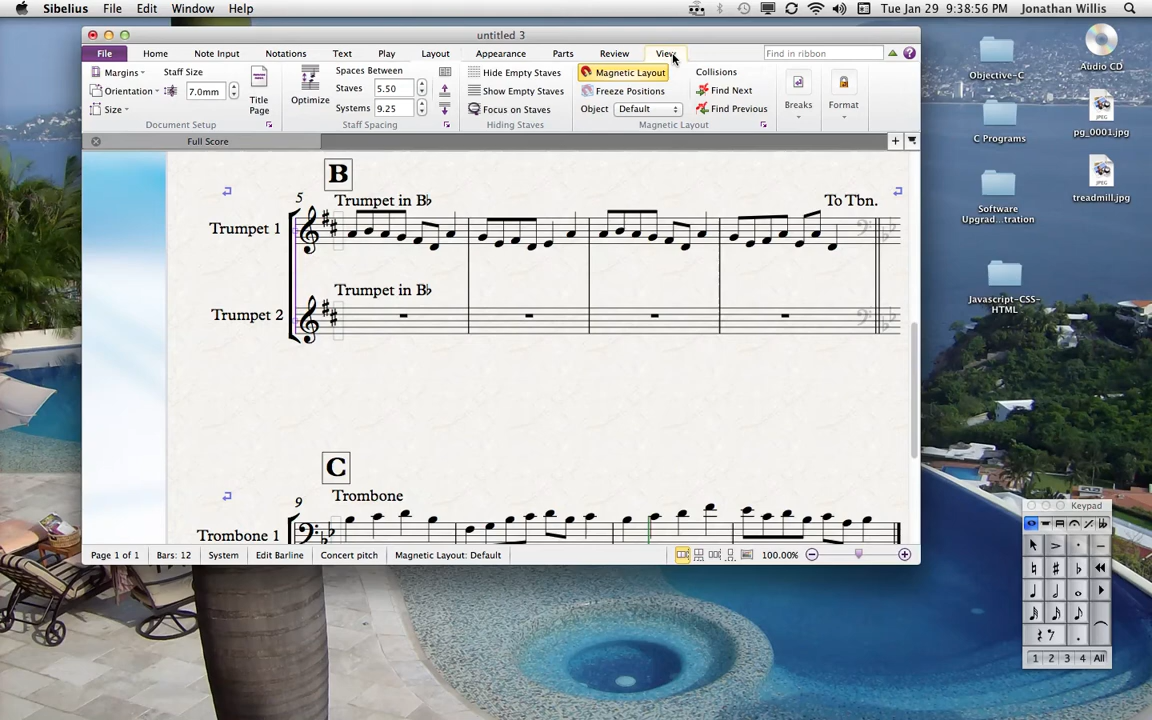 Sibelius File Edit Window Help Tue Jan 29 9:38:56 PM Jonathan Willis
untitled 3
File Home Note Input Notations Text Play Layout Appearance Parts Review View Find in ribbon
Margins Staff Size Spaces Between Hide Empty Staves Magnetic Layout Collisions
Orientation 7.0mm Title Page Optimize Staves 5.50 Show Empty Staves Freeze Positions Find Next Breaks Format
Size Systems 9.25 Focus on Staves Object Default Find Previous
Document Setup Staff Spacing Hiding Staves Magnetic Layout
Full Score
B
5 Trumpet in B♭ To Tbn.
Trumpet 1
Trumpet in B♭
Trumpet 2
C
9 Trombone
Trombone 1
Page 1 of 1 Bars: 12 System Edit Barline Concert pitch Magnetic Layout: Default 100.00%
Objective-C
Audio CD
C Programs
pg_0001.jpg
Software
Upgrad...tration
treadmill.jpg
Javascript-CSS-
HTML
Keypad
1 2 3 4 All